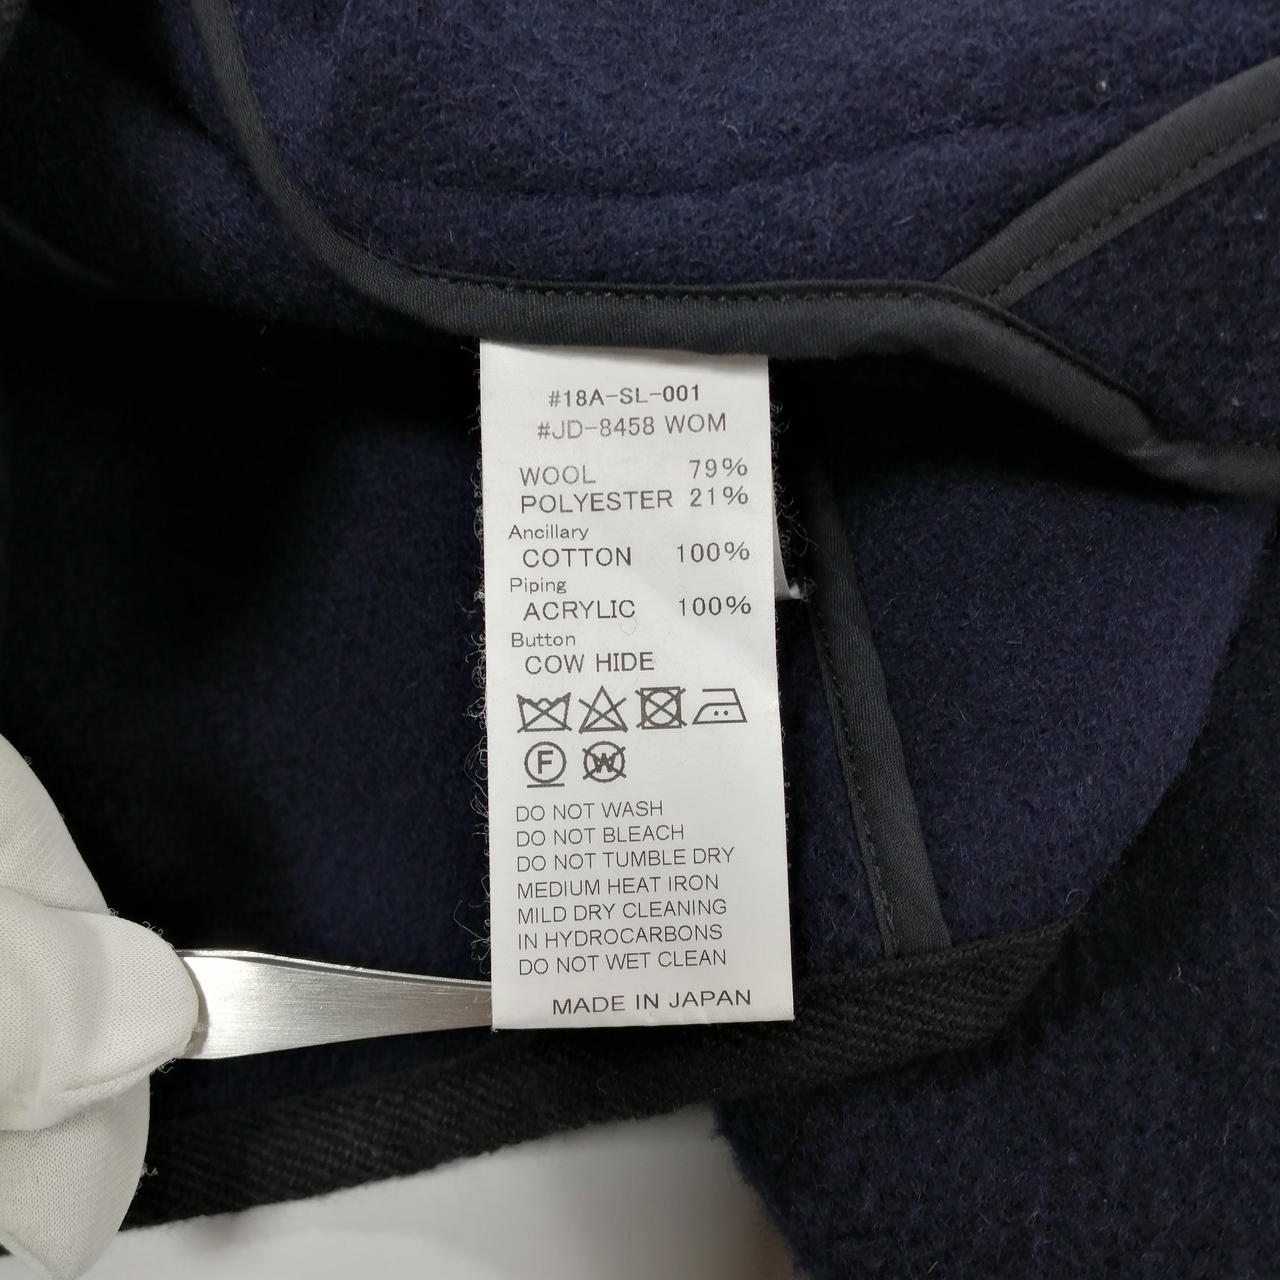 #18A-SL-001
#JD-8458 WOM
WOOL 79%
POLYESTER 21%
Ancillary
COTTON 100%
Piping
ACRYLIC 100%
Button
COW HIDE
F W
DO NOT WASH
DO NOT BLEACH
DO NOT TUMBLE DRY
MEDIUM HEAT IRON
MILD DRY CLEANING
IN HYDROCARBONS
DO NOT WET CLEAN
MADE IN JAPAN